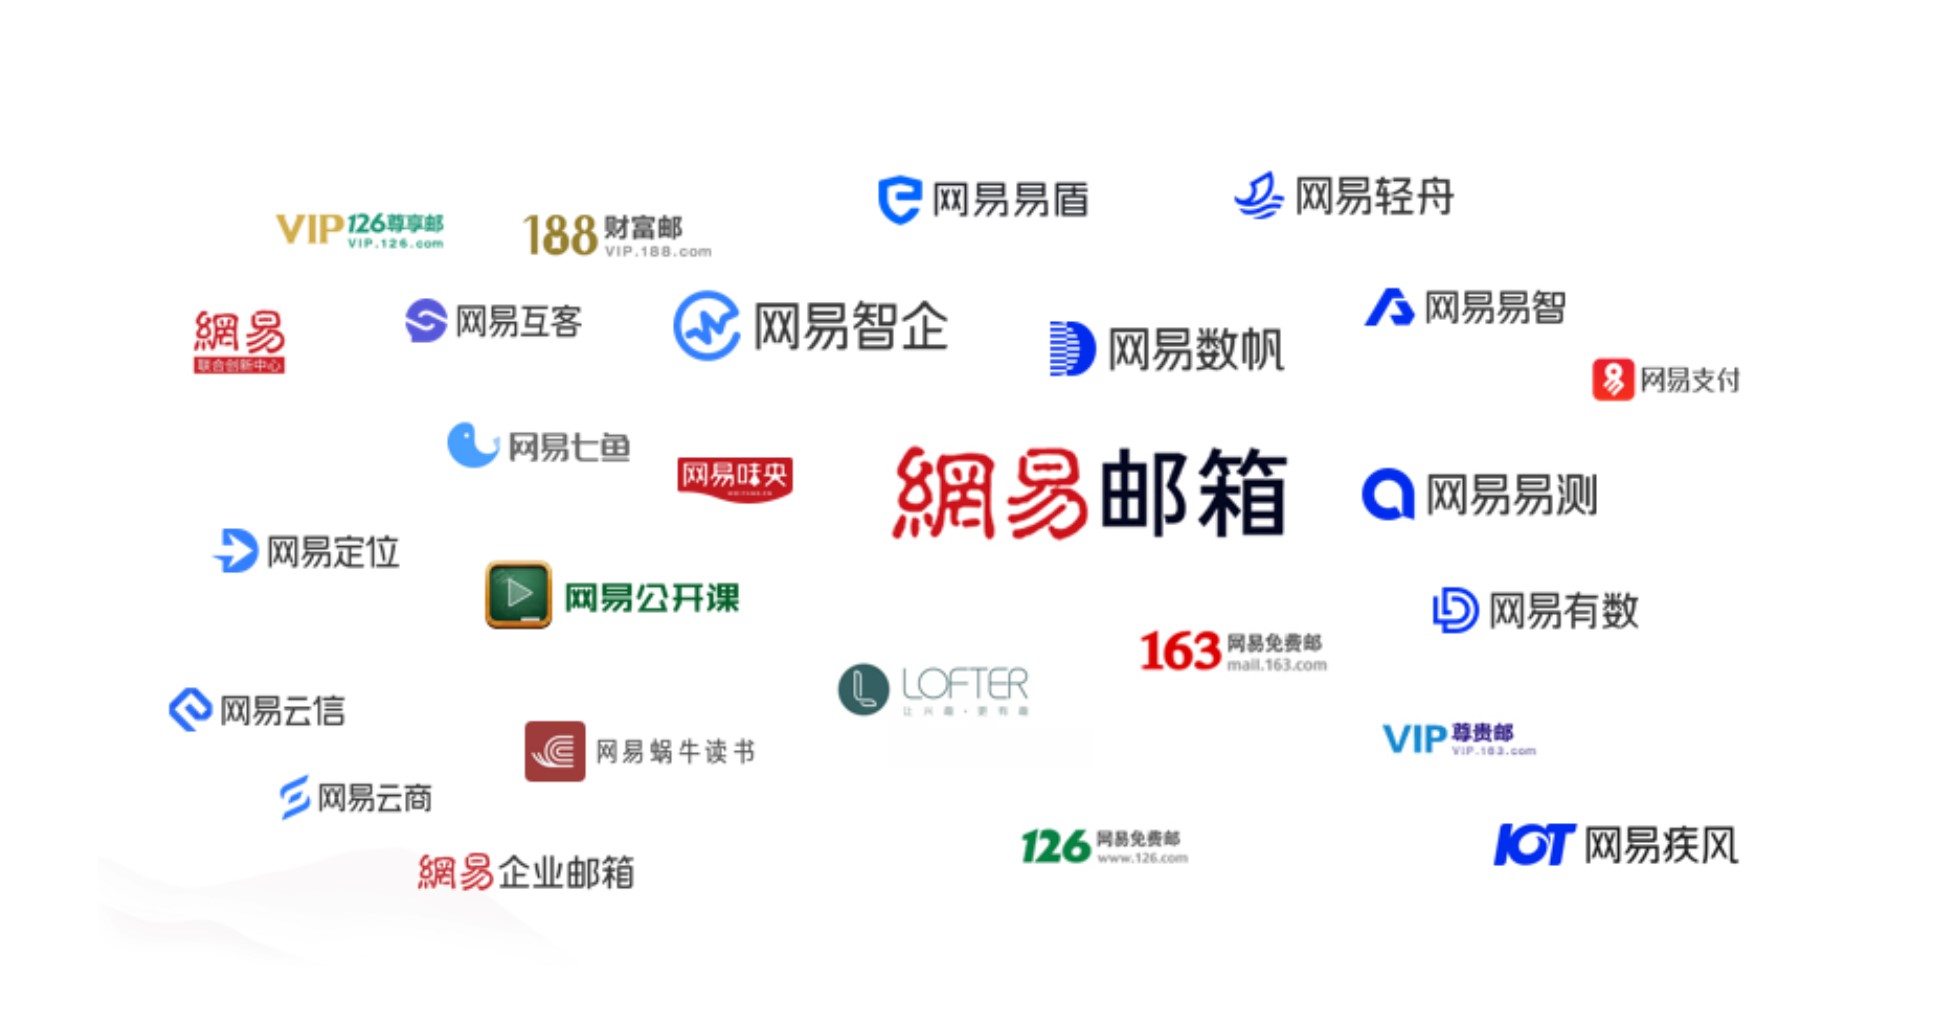 网易易盾
网易轻舟
VIP 126尊享邮
VIP.126.com
188 财富邮
VIP.188.com
網易
联合创新中心
网易互客
网易智企
网易数帆
网易易智
网易支付
网易七鱼
网易味央
網易邮箱
网易易测
网易定位
网易公开课
网易有数
163 网易免费邮
mail.163.com
LOFTER
让兴趣·更有趣
网易云信
网易蜗牛读书
VIP 尊贵邮
VIP.163.com
网易云商
126 网易免费邮
www.126.com
IOT 网易疾风
網易企业邮箱